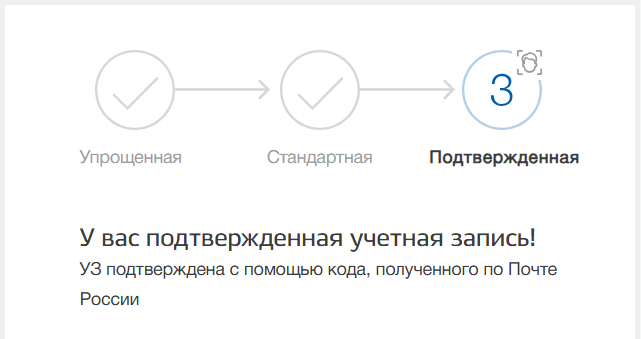 3
Упрощенная Стандартная Подтвержденная
У вас подтвержденная учетная запись!
УЗ подтверждена с помощью кода, полученного по Почте
России